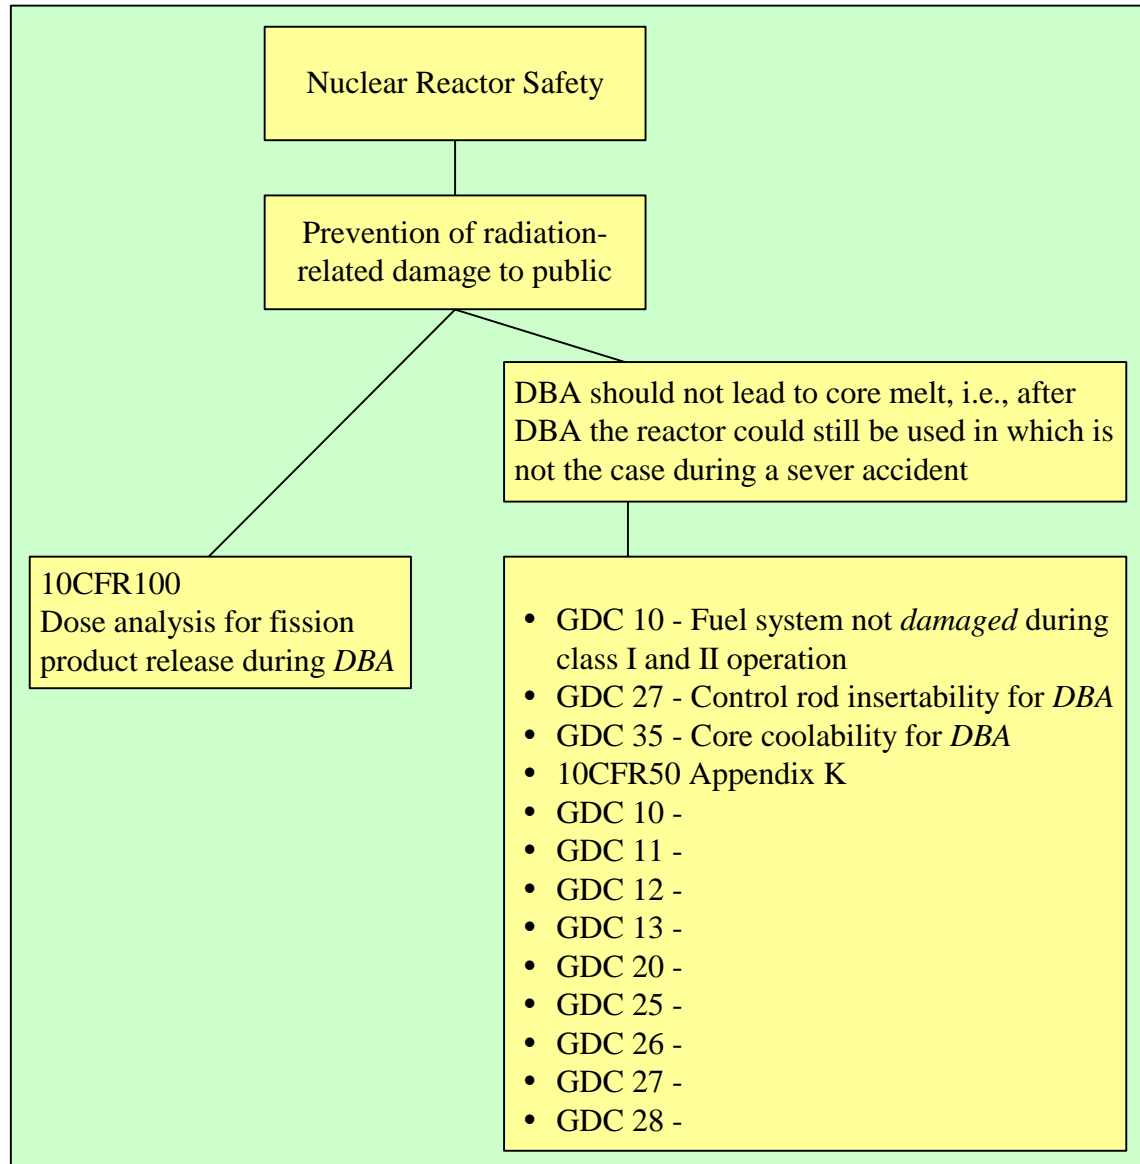 Nuclear Reactor Safety
Prevention of radiation-
related damage to public
DBA should not lead to core melt, i.e., after
DBA the reactor could still be used in which is
not the case during a sever accident
10CFR100
Dose analysis for fission
product release during DBA
• GDC 10 - Fuel system not damaged during
class I and II operation
• GDC 27 - Control rod insertability for DBA
• GDC 35 - Core coolability for DBA
• 10CFR50 Appendix K
• GDC 10 -
• GDC 11 -
• GDC 12 -
• GDC 13 -
• GDC 20 -
• GDC 25 -
• GDC 26 -
• GDC 27 -
• GDC 28 -